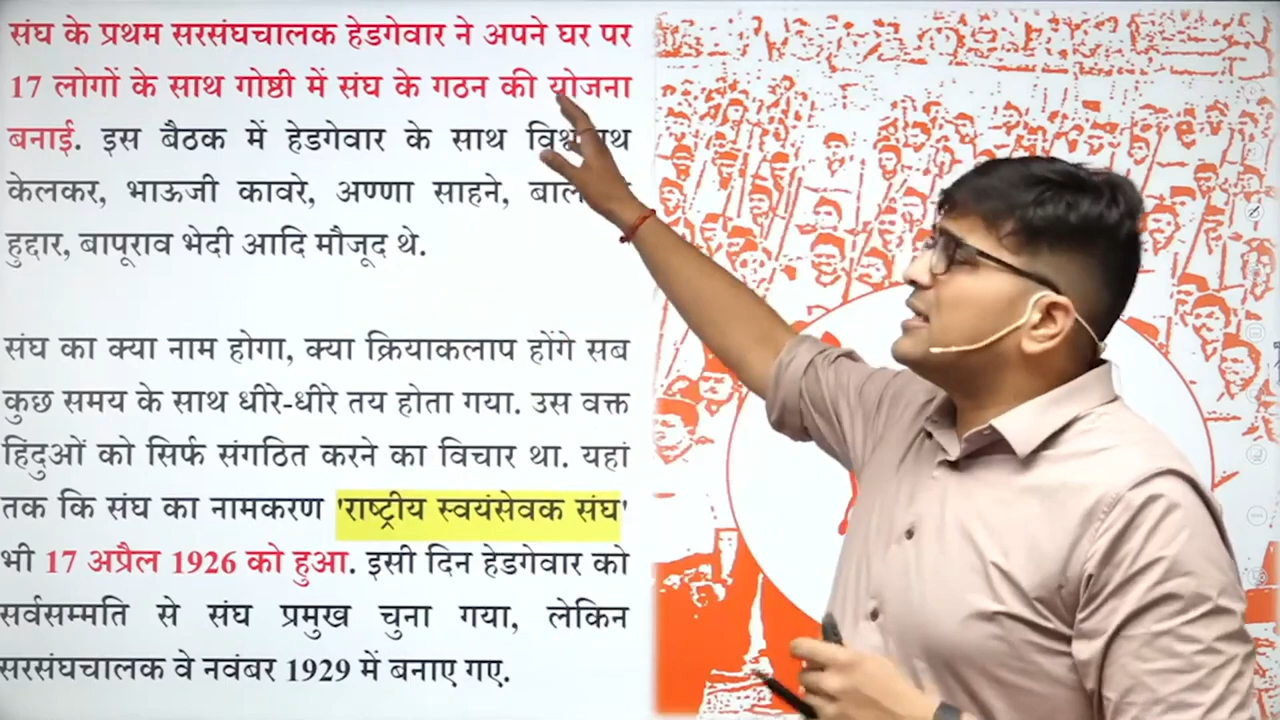 संघ के प्रथम सरसंघचालक हेडगेवार ने अपने घर पर
17 लोगों के साथ गोष्ठी में संघ के गठन की योजना
बनाई. इस बैठक में हेडगेवार के साथ
केलकर, भाऊजी कावरे, अण्णा साहने,
हुद्दार, बापूराव भेदी आदि मौजूद थे.
संघ का क्या नाम होगा, क्या क्रियाकलाप होंगे सब
कुछ समय के साथ धीरे-धीरे तय होता गया. उस वक्त
हिंदुओं को सिर्फ संगठित करने का विचार था. यहां
तक कि संघ का नामकरण 'राष्ट्रीय स्वयंसेवक संघ'
भी 17 अप्रैल 1926 को हुआ. इसी दिन हेडगेवार को
सर्वसम्मति से संघ प्रमुख चुना गया, लेकिन
सरसंघचालक वे नवंबर 1929 में बनाए गए.